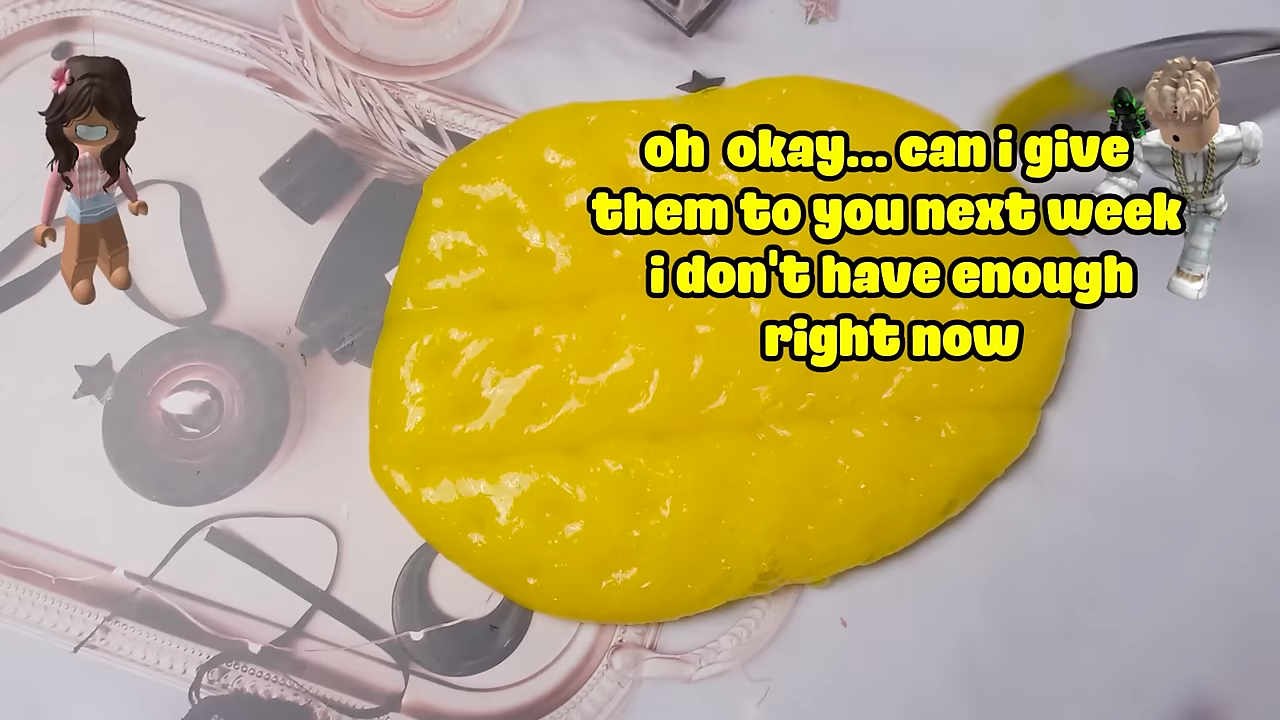 oh okay... can i give
them to you next week
i don't have enough
right now